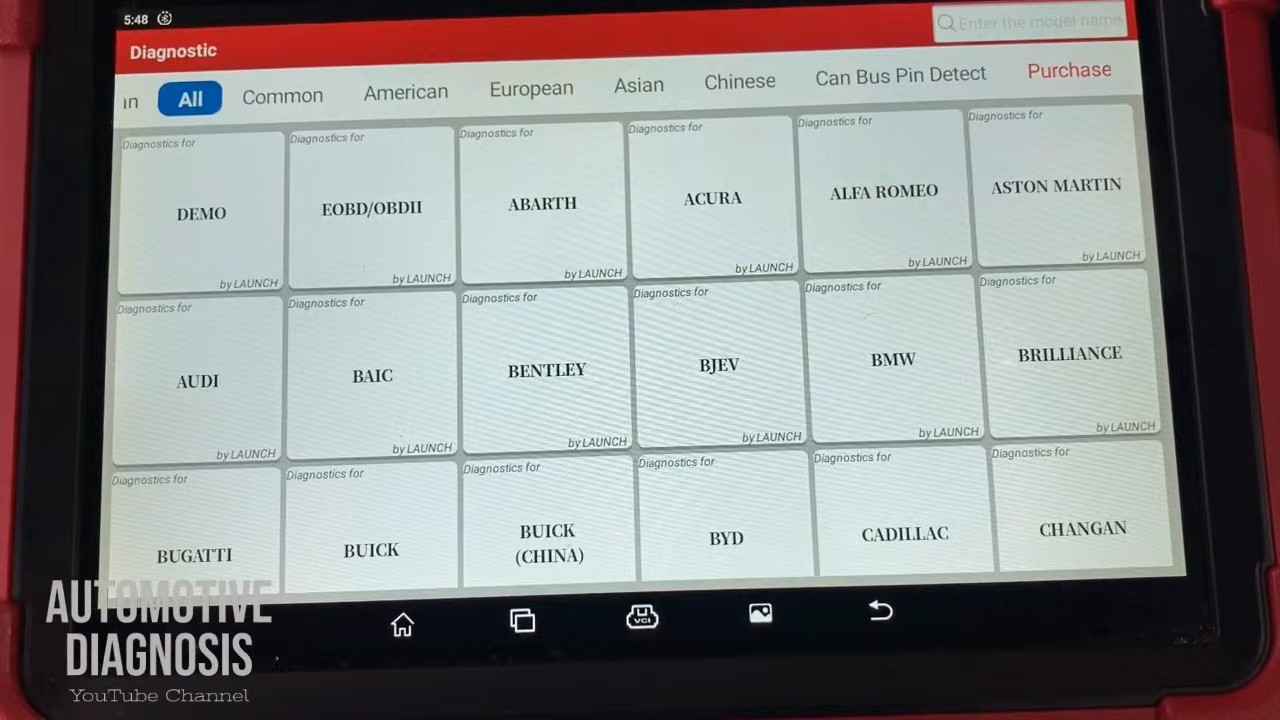 5:48
Diagnostic
Enter the model name
an All Common American European Asian Chinese Can Bus Pin Detect Purchase
Diagnostics for Diagnostics for Diagnostics for Diagnostics for Diagnostics for Diagnostics for
DEMO EOBD/OBDII ABARTH ACURA ALFA ROMEO ASTON MARTIN
by LAUNCH by LAUNCH by LAUNCH by LAUNCH by LAUNCH by LAUNCH
Diagnostics for Diagnostics for Diagnostics for Diagnostics for Diagnostics for Diagnostics for
AUDI BAIC BENTLEY BJEV BMW BRILLIANCE
by LAUNCH by LAUNCH by LAUNCH by LAUNCH by LAUNCH by LAUNCH
Diagnostics for Diagnostics for Diagnostics for Diagnostics for Diagnostics for Diagnostics for
BUGATTI BUICK BUICK (CHINA) BYD CADILLAC CHANGAN
VCI
AUTOMOTIVE
DIAGNOSIS
YouTube Channel